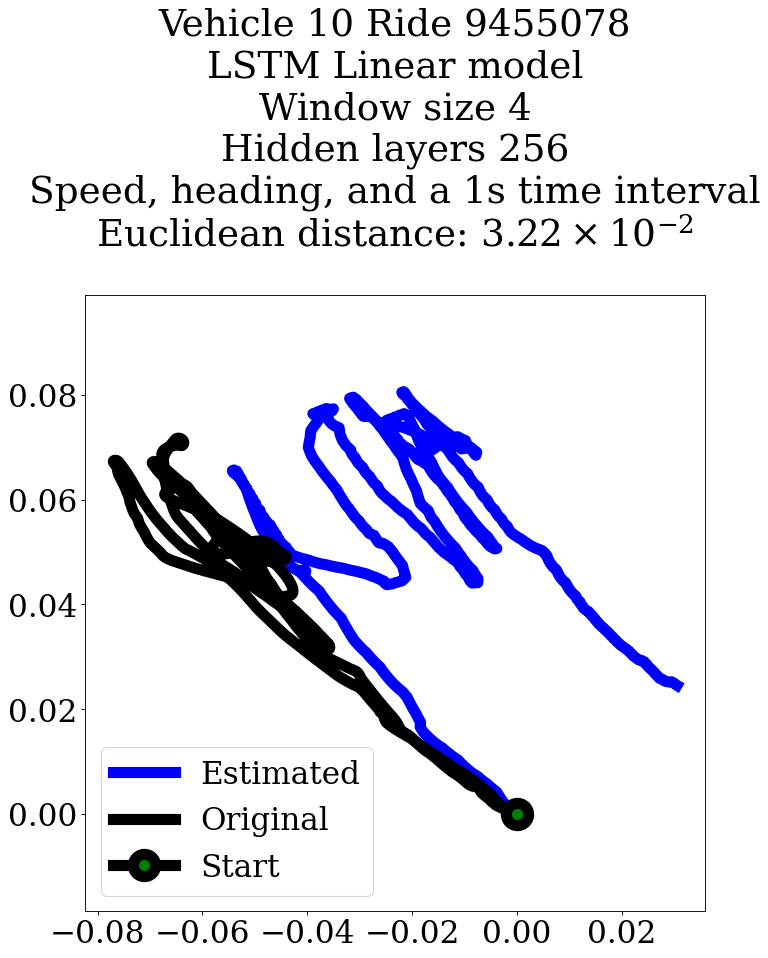 Vehicle 10 Ride 9455078
LSTM Linear model
Window size 4
Hidden layers 256
Speed, heading, and a 1s time interval
Euclidean distance: 3.22 × 10⁻²
0.08
0.06
0.04
0.02
0.00
Estimated
Original
Start
−0.08 −0.06 −0.04 −0.02 0.00 0.02